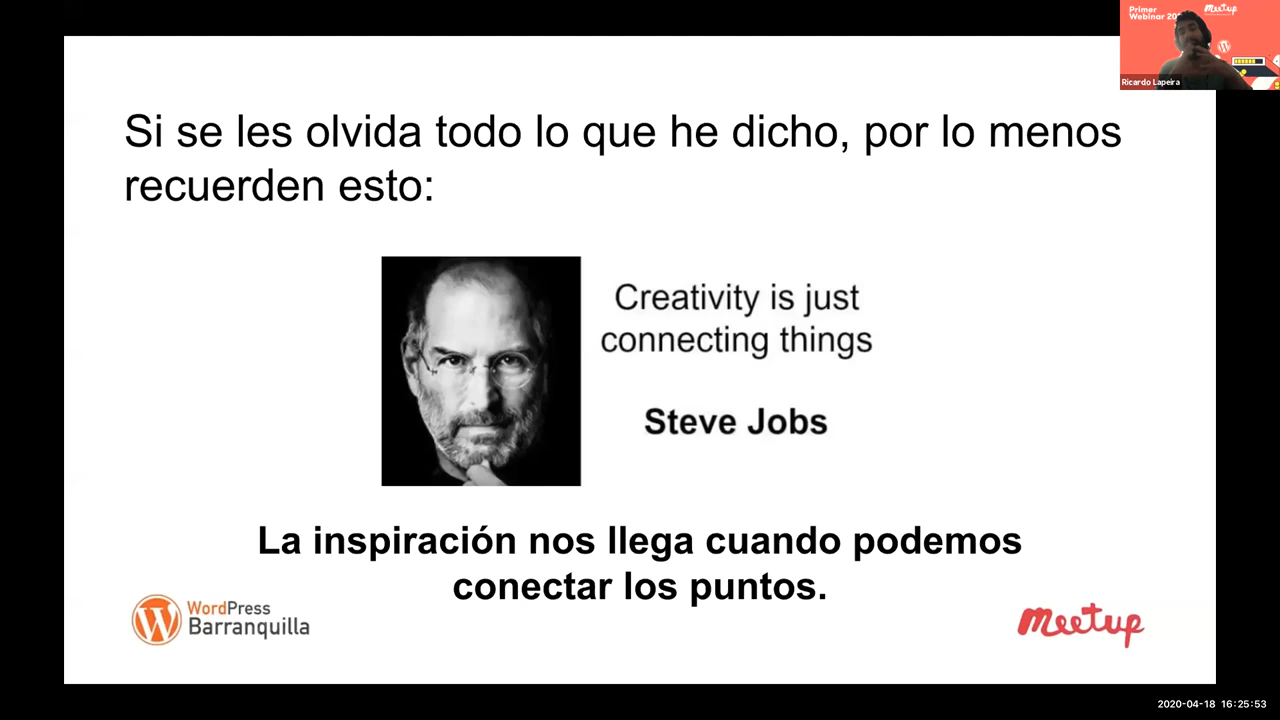 Primer
Webinar
Meetup
Ricardo Lapeira
Si se les olvida todo lo que he dicho, por lo menos
recuerden esto:
Creativity is just
connecting things
Steve Jobs
La inspiración nos llega cuando podemos
conectar los puntos.
WordPress
Barranquilla
Meetup
2020-04-18 16:25:53